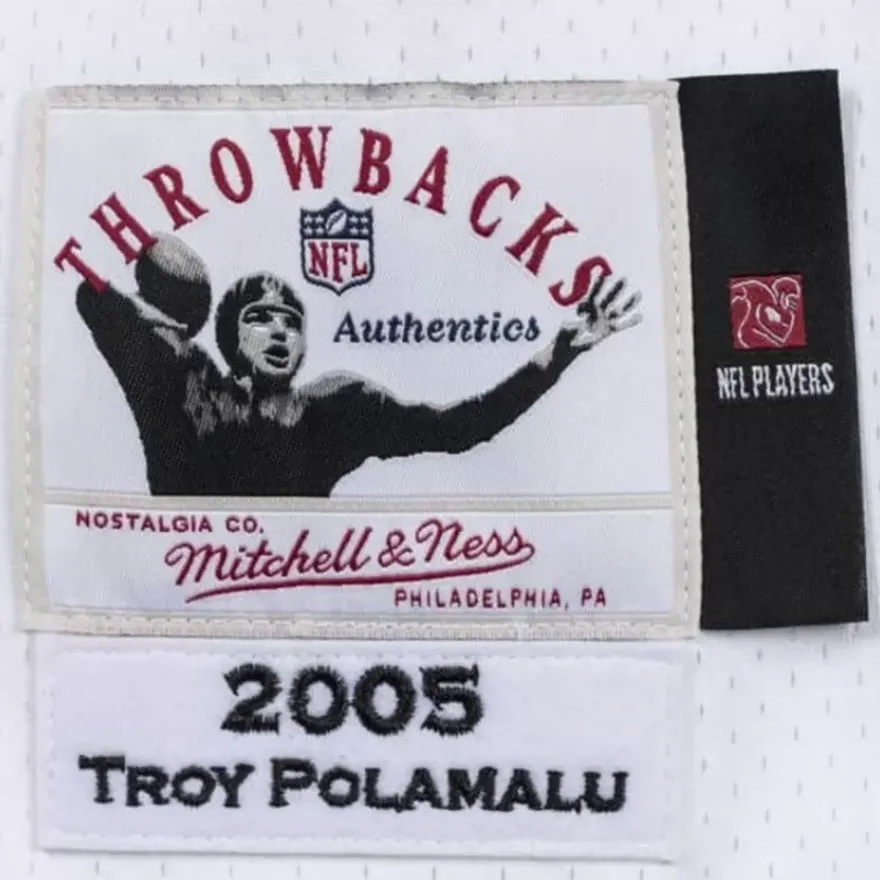 THROWBACKS
NFL
Authentics
NFL PLAYERS
NOSTALGIA CO.
Mitchell & Ness
PHILADELPHIA, PA
2005
TROY POLAMALU